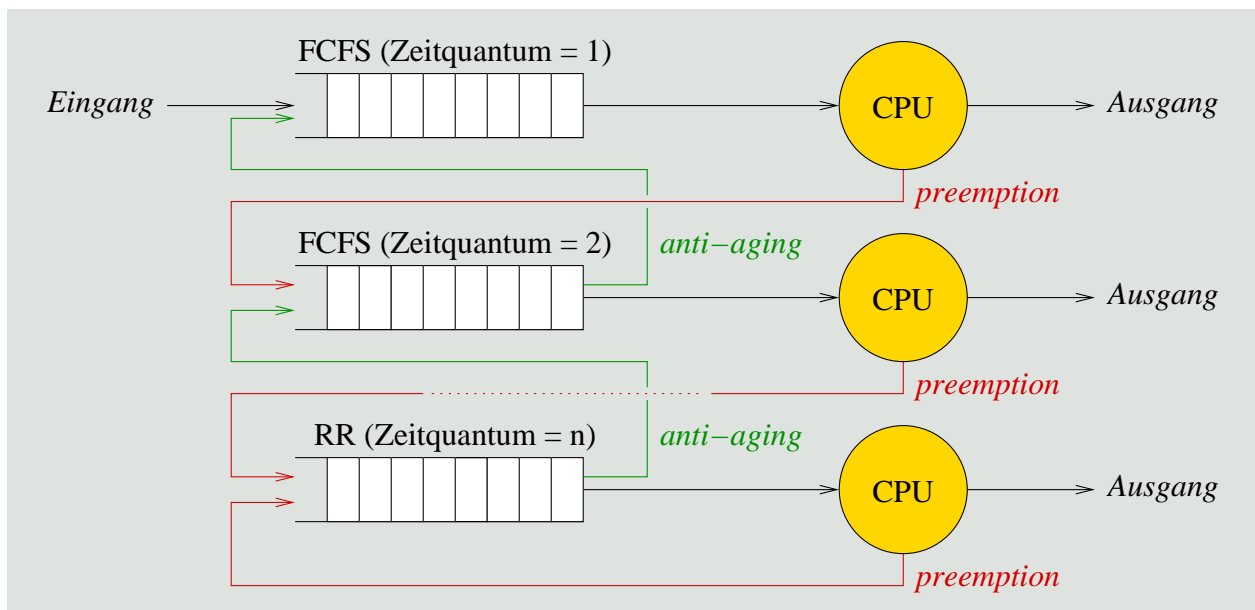 FCFS (Zeitquantum = 1)
Eingang
CPU
Ausgang
preemption
FCFS (Zeitquantum = 2)
anti−aging
CPU
Ausgang
preemption
RR (Zeitquantum = n)
anti−aging
CPU
Ausgang
preemption